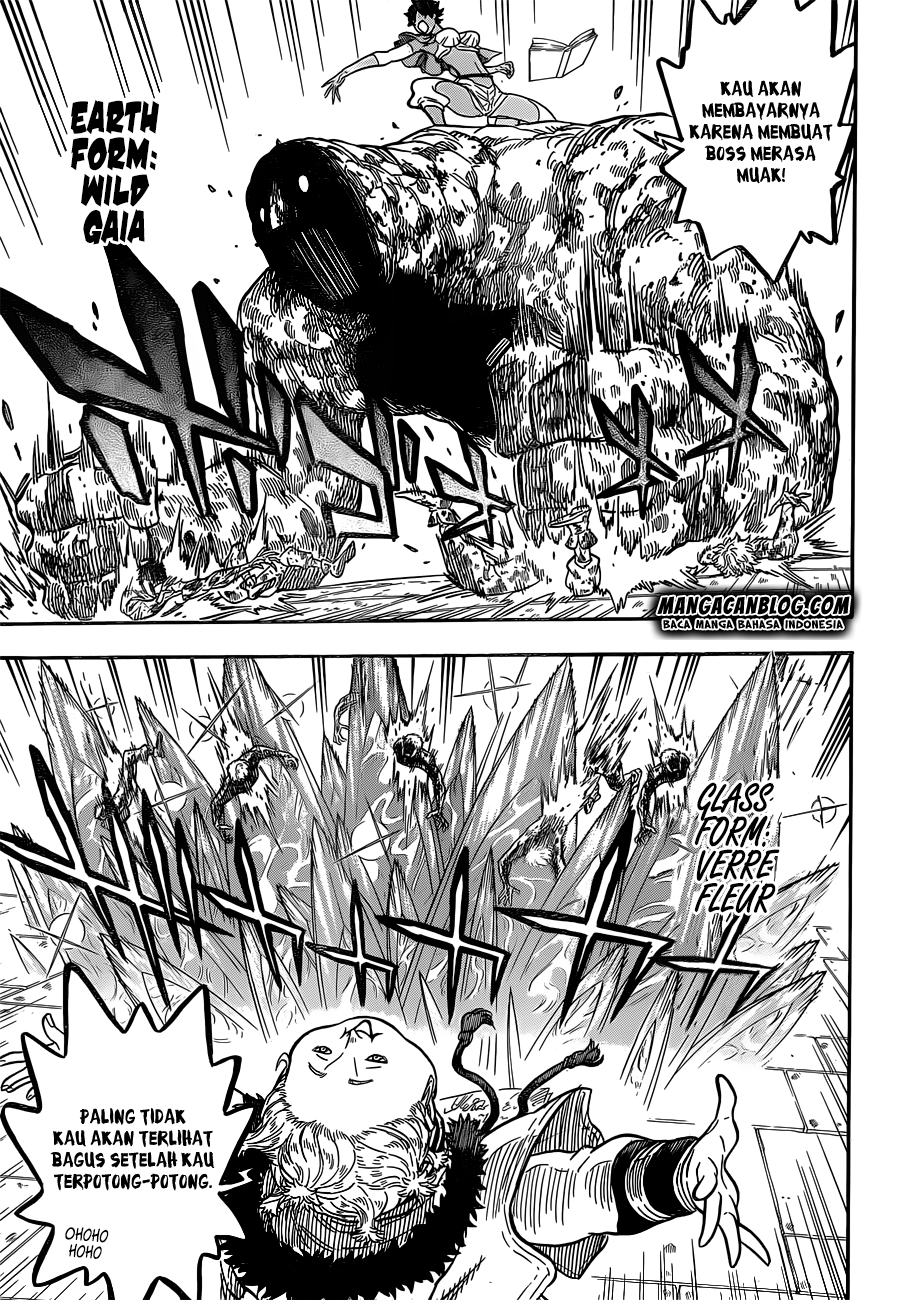 KAU AKAN
MEMBAYARNYA
KARENA MEMBUAT
BOSS MERASA
MUAK!
EARTH
FORM:
WILD
GAIA
MANGACANBLOG.COM
BACA MANGA BAHASA INDONESIA
GLASS
FORM:
VERRE
FLEUR
PALING TIDAK
KAU AKAN TERLIHAT
BAGUS SETELAH KAU
TERPOTONG-POTONG.
OHOHO
HOHO